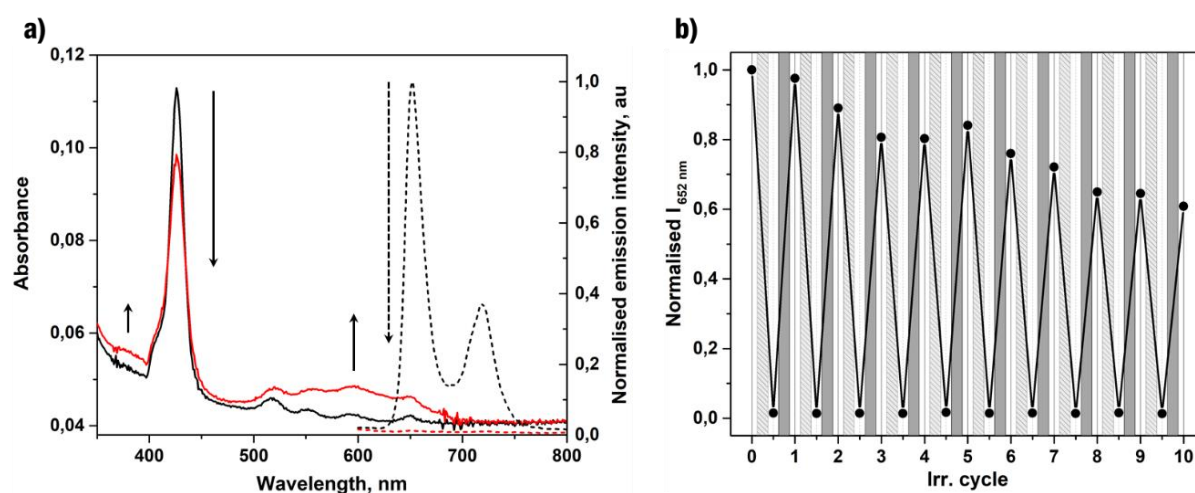 a)
0,12
0,10
0,08
0,06
0,04
Absorbance
400 500 600 700 800
Wavelength, nm
1,0
0,8
0,6
0,4
0,2
0,0
Normalised emission intensity, au
b)
1,0
0,8
0,6
0,4
0,2
0,0
Normalised I652 nm
0 1 2 3 4 5 6 7 8 9 10
Irr. cycle